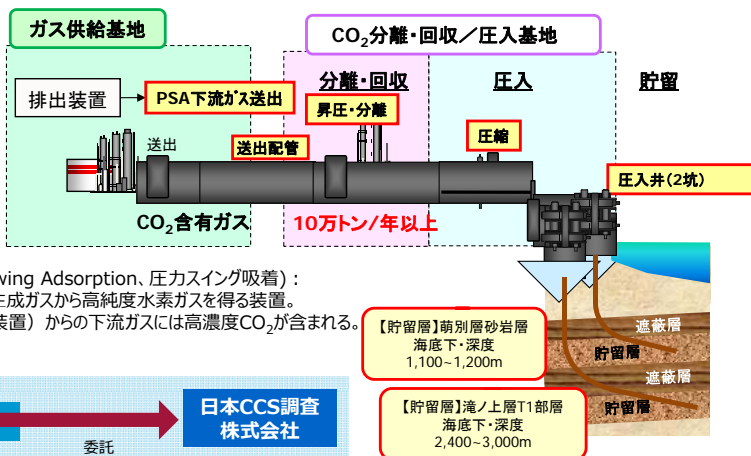 ガス供給基地
CO₂分離・回収／圧入基地
分離・回収
圧入
貯留
排出装置
PSA下流ガス送出
昇圧・分離
送出
送出配管
圧縮
圧入井(2坑)
CO₂含有ガス
10万トン/年以上
wing Adsorption、圧力スイング吸着)：
生成ガスから高純度水素ガスを得る装置。
装置）からの下流ガスには高濃度CO₂が含まれる。
【貯留層】萌別層砂岩層
海底下・深度
1,100~1,200m
遮蔽層
貯留層
遮蔽層
貯留層
【貯留層】滝ノ上層T1部層
海底下・深度
2,400~3,000m
日本CCS調査
株式会社
委託